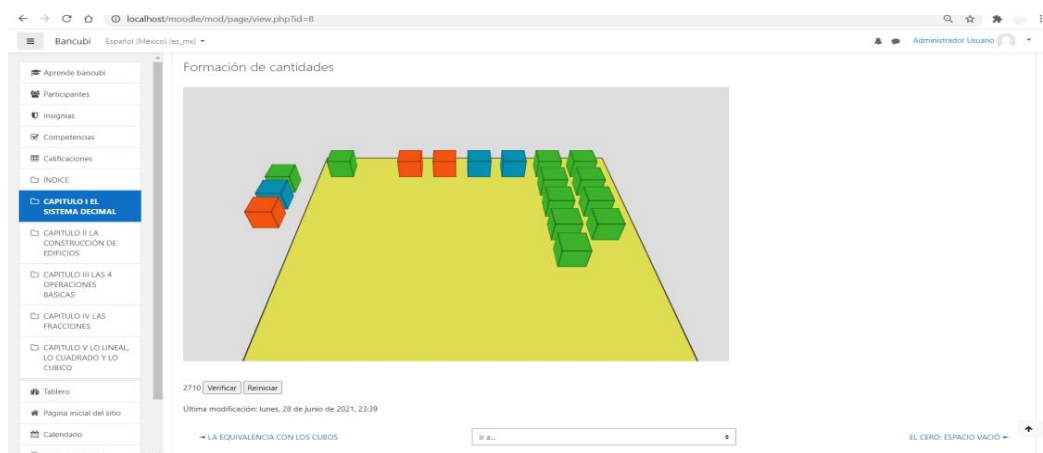 localhost/moodle/mod/page/view.php?id=8
Bancubi Español (México) (es_mx)
Administrador Usuario
Aprende bancubi
Participantes
Insignias
Competencias
Calificaciones
ÍNDICE
CAPITULO I EL
SISTEMA DECIMAL
CAPITULO II LA
CONSTRUCCIÓN DE
EDIFICIOS
CAPITULO III LAS 4
OPERACIONES
BASICAS
CAPITULO IV LAS
FRACCIONES
CAPITULO V LO LINEAL,
LO CUADRADO Y LO
CUBICO
Tablero
Página inicial del sitio
Calendario
Formación de cantidades
2710 Verificar Reiniciar
Última modificación: lunes, 28 de junio de 2021, 23:39
LA EQUIVALENCIA CON LOS CUBOS
Ir a...
EL CERO: ESPACIO VACIÓ